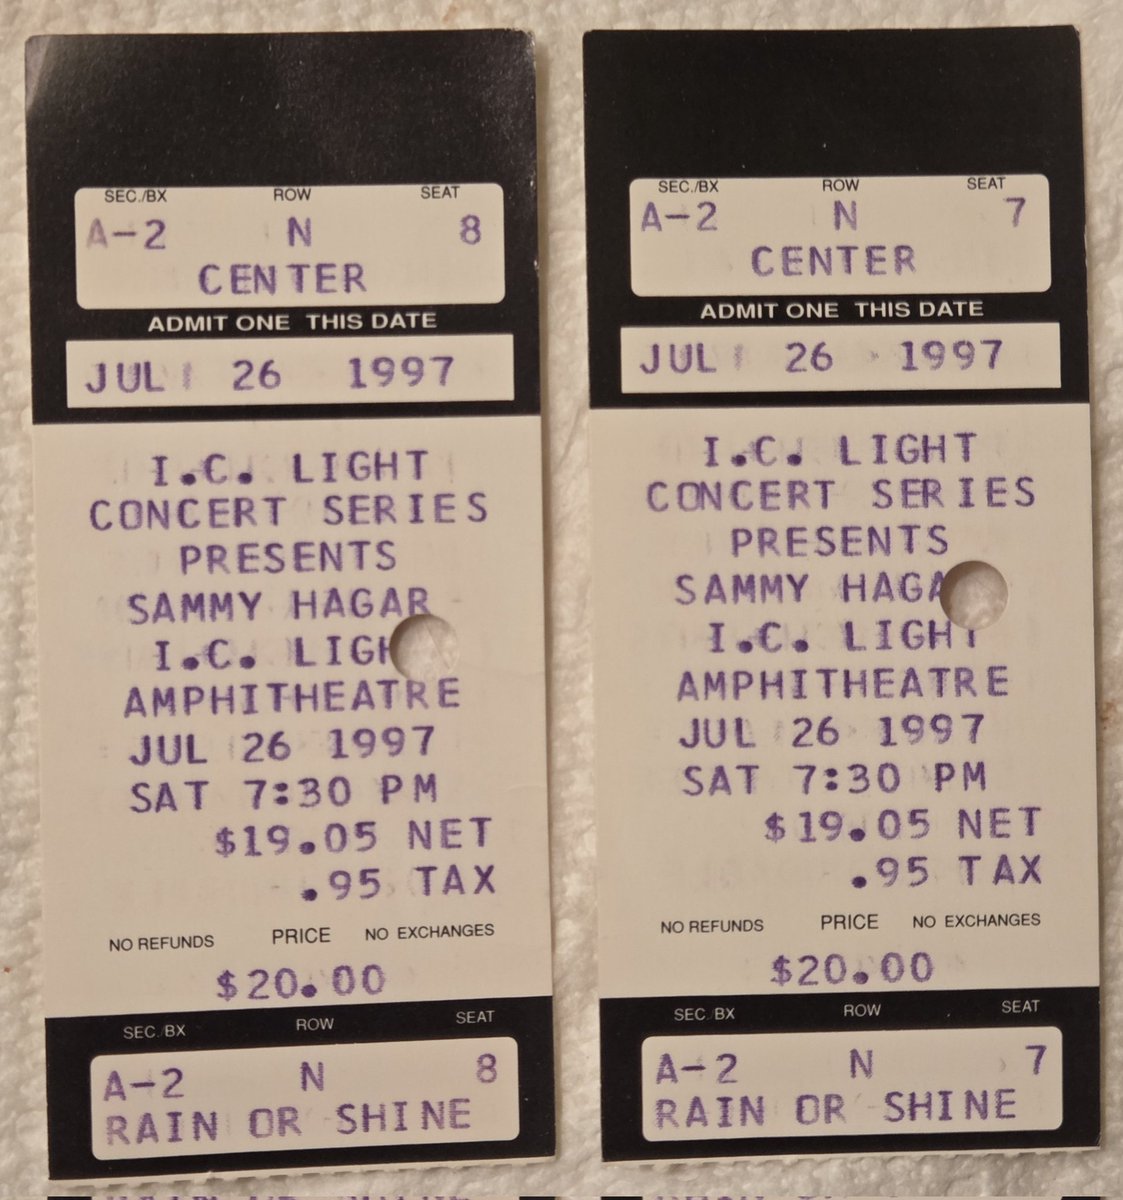 SEC./BX ROW SEAT
A-2 N 8
CENTER
ADMIT ONE THIS DATE
JUL 26 1997
I.C. LIGHT
CONCERT SERIES
PRESENTS
SAMMY HAGAR
I.C. LIGH
AMPHITHEATRE
JUL 26 1997
SAT 7:30 PM
$19.05 NET
.95 TAX
NO REFUNDS PRICE NO EXCHANGES
$20.00
SEC./BX ROW SEAT
A-2 N 8
RAIN OR SHINE
SEC./BX ROW SEAT
A-2 N 7
CENTER
ADMIT ONE THIS DATE
JUL 26 1997
I.C. LIGHT
CONCERT SERIES
PRESENTS
SAMMY HAGA
I.C. LIGHT
AMPHITHEATRE
JUL 26 1997
SAT 7:30 PM
$19.05 NET
.95 TAX
NO REFUNDS PRICE NO EXCHANGES
$20.00
SEC./BX ROW SEAT
A-2 N 7
RAIN OR SHINE